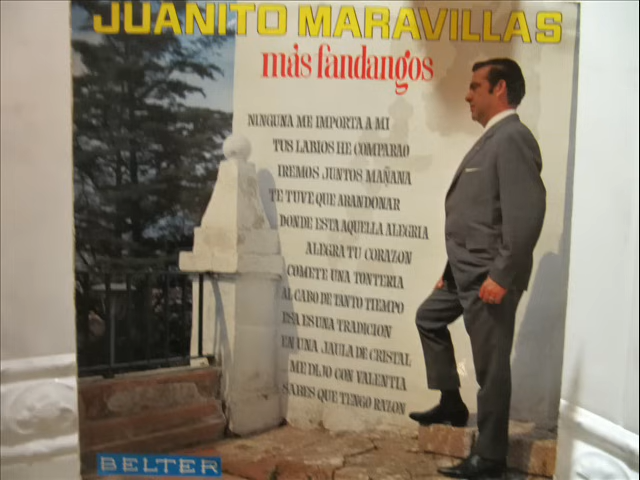 JUANITO MARAVILLAS
más fandangos
NINGUNA ME IMPORTA A MI
TUS LABIOS HE COMPARAO
IREMOS JUNTOS MAÑANA
TE TUVE QUE ABANDONAR
DONDE ESTA AQUELLA ALEGRIA
ALEGRA TU CORAZON
COMETE UNA TONTERIA
AL CABO DE TANTO TIEMPO
ESA ES UNA TRADICION
EN UNA JAULA DE CRISTAL
ME DIJO CON VALENTIA
SABES QUE TENGO RAZON
BELTER